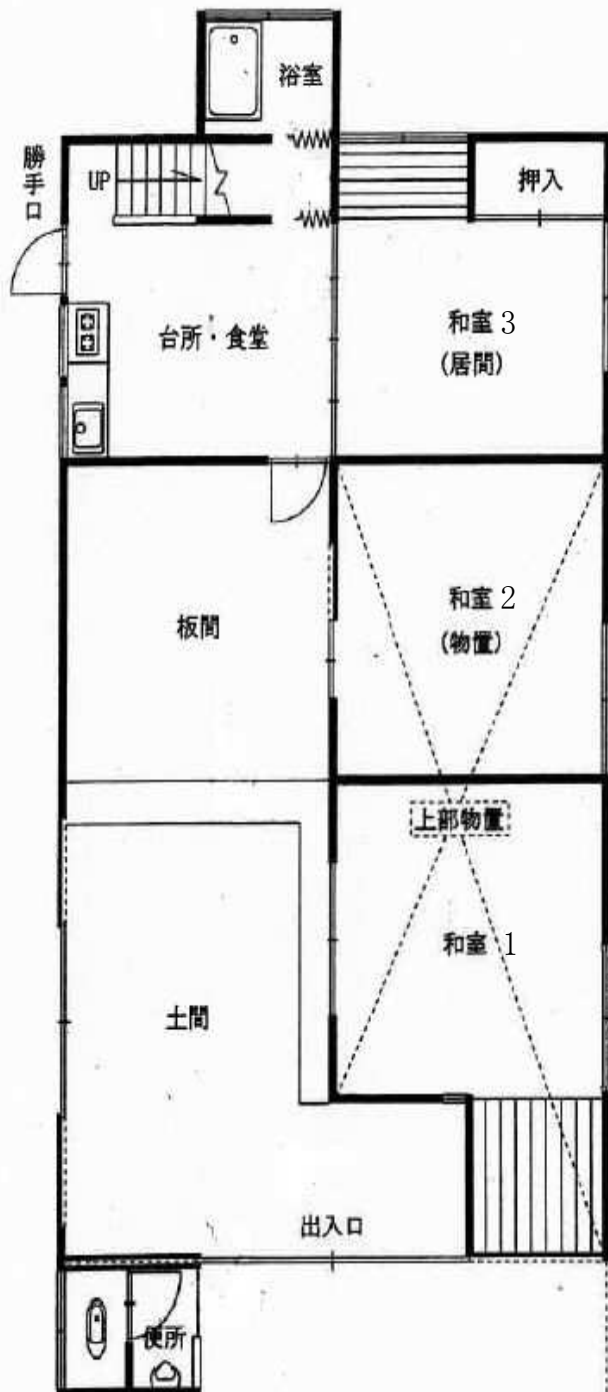 浴室
勝手口
UP
押入
台所・食堂
和室 3
(居間)
和室 2
(物置)
板間
上部物置
和室 1
土間
出入口
便所